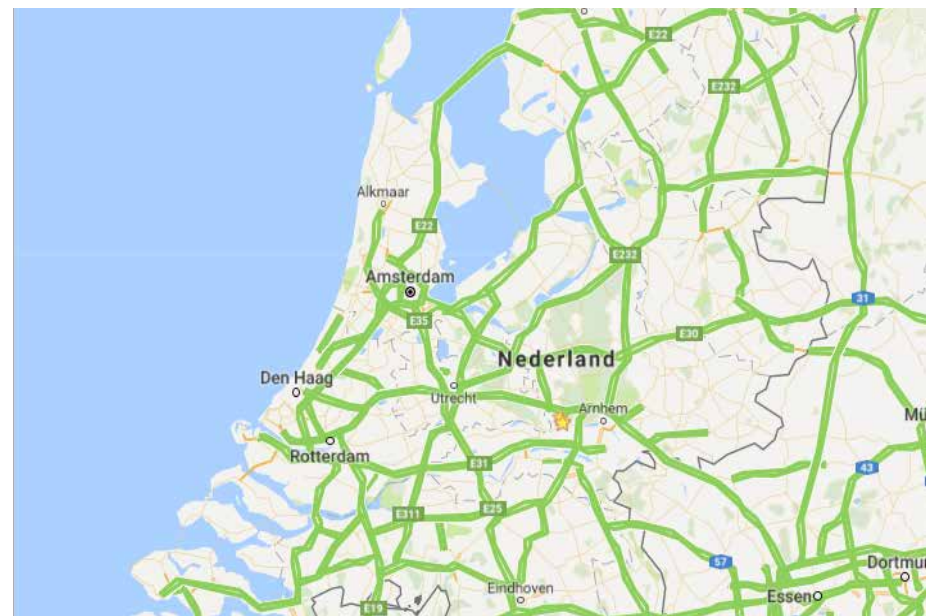 E22
E232
Alkmaar
E22
E232
Amsterdam
31
E35
E30
Nederland
Den Haag
Utrecht
Arnhem
Mü
Rotterdam
E31
43
E25
E311
57
Dortmu
Eindhoven
Essen
E19